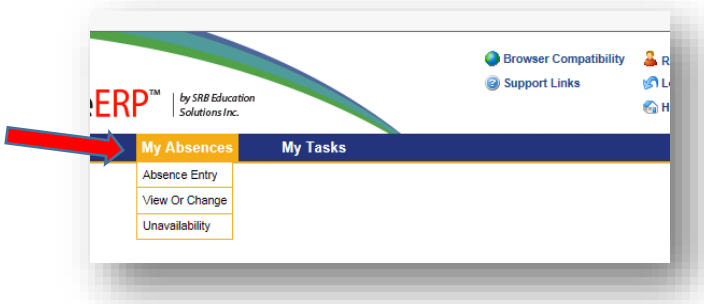 Browser Compatibility
Support Links
ERP™ by SRB Education
Solutions Inc.
My Absences My Tasks
Absence Entry
View Or Change
Unavailability